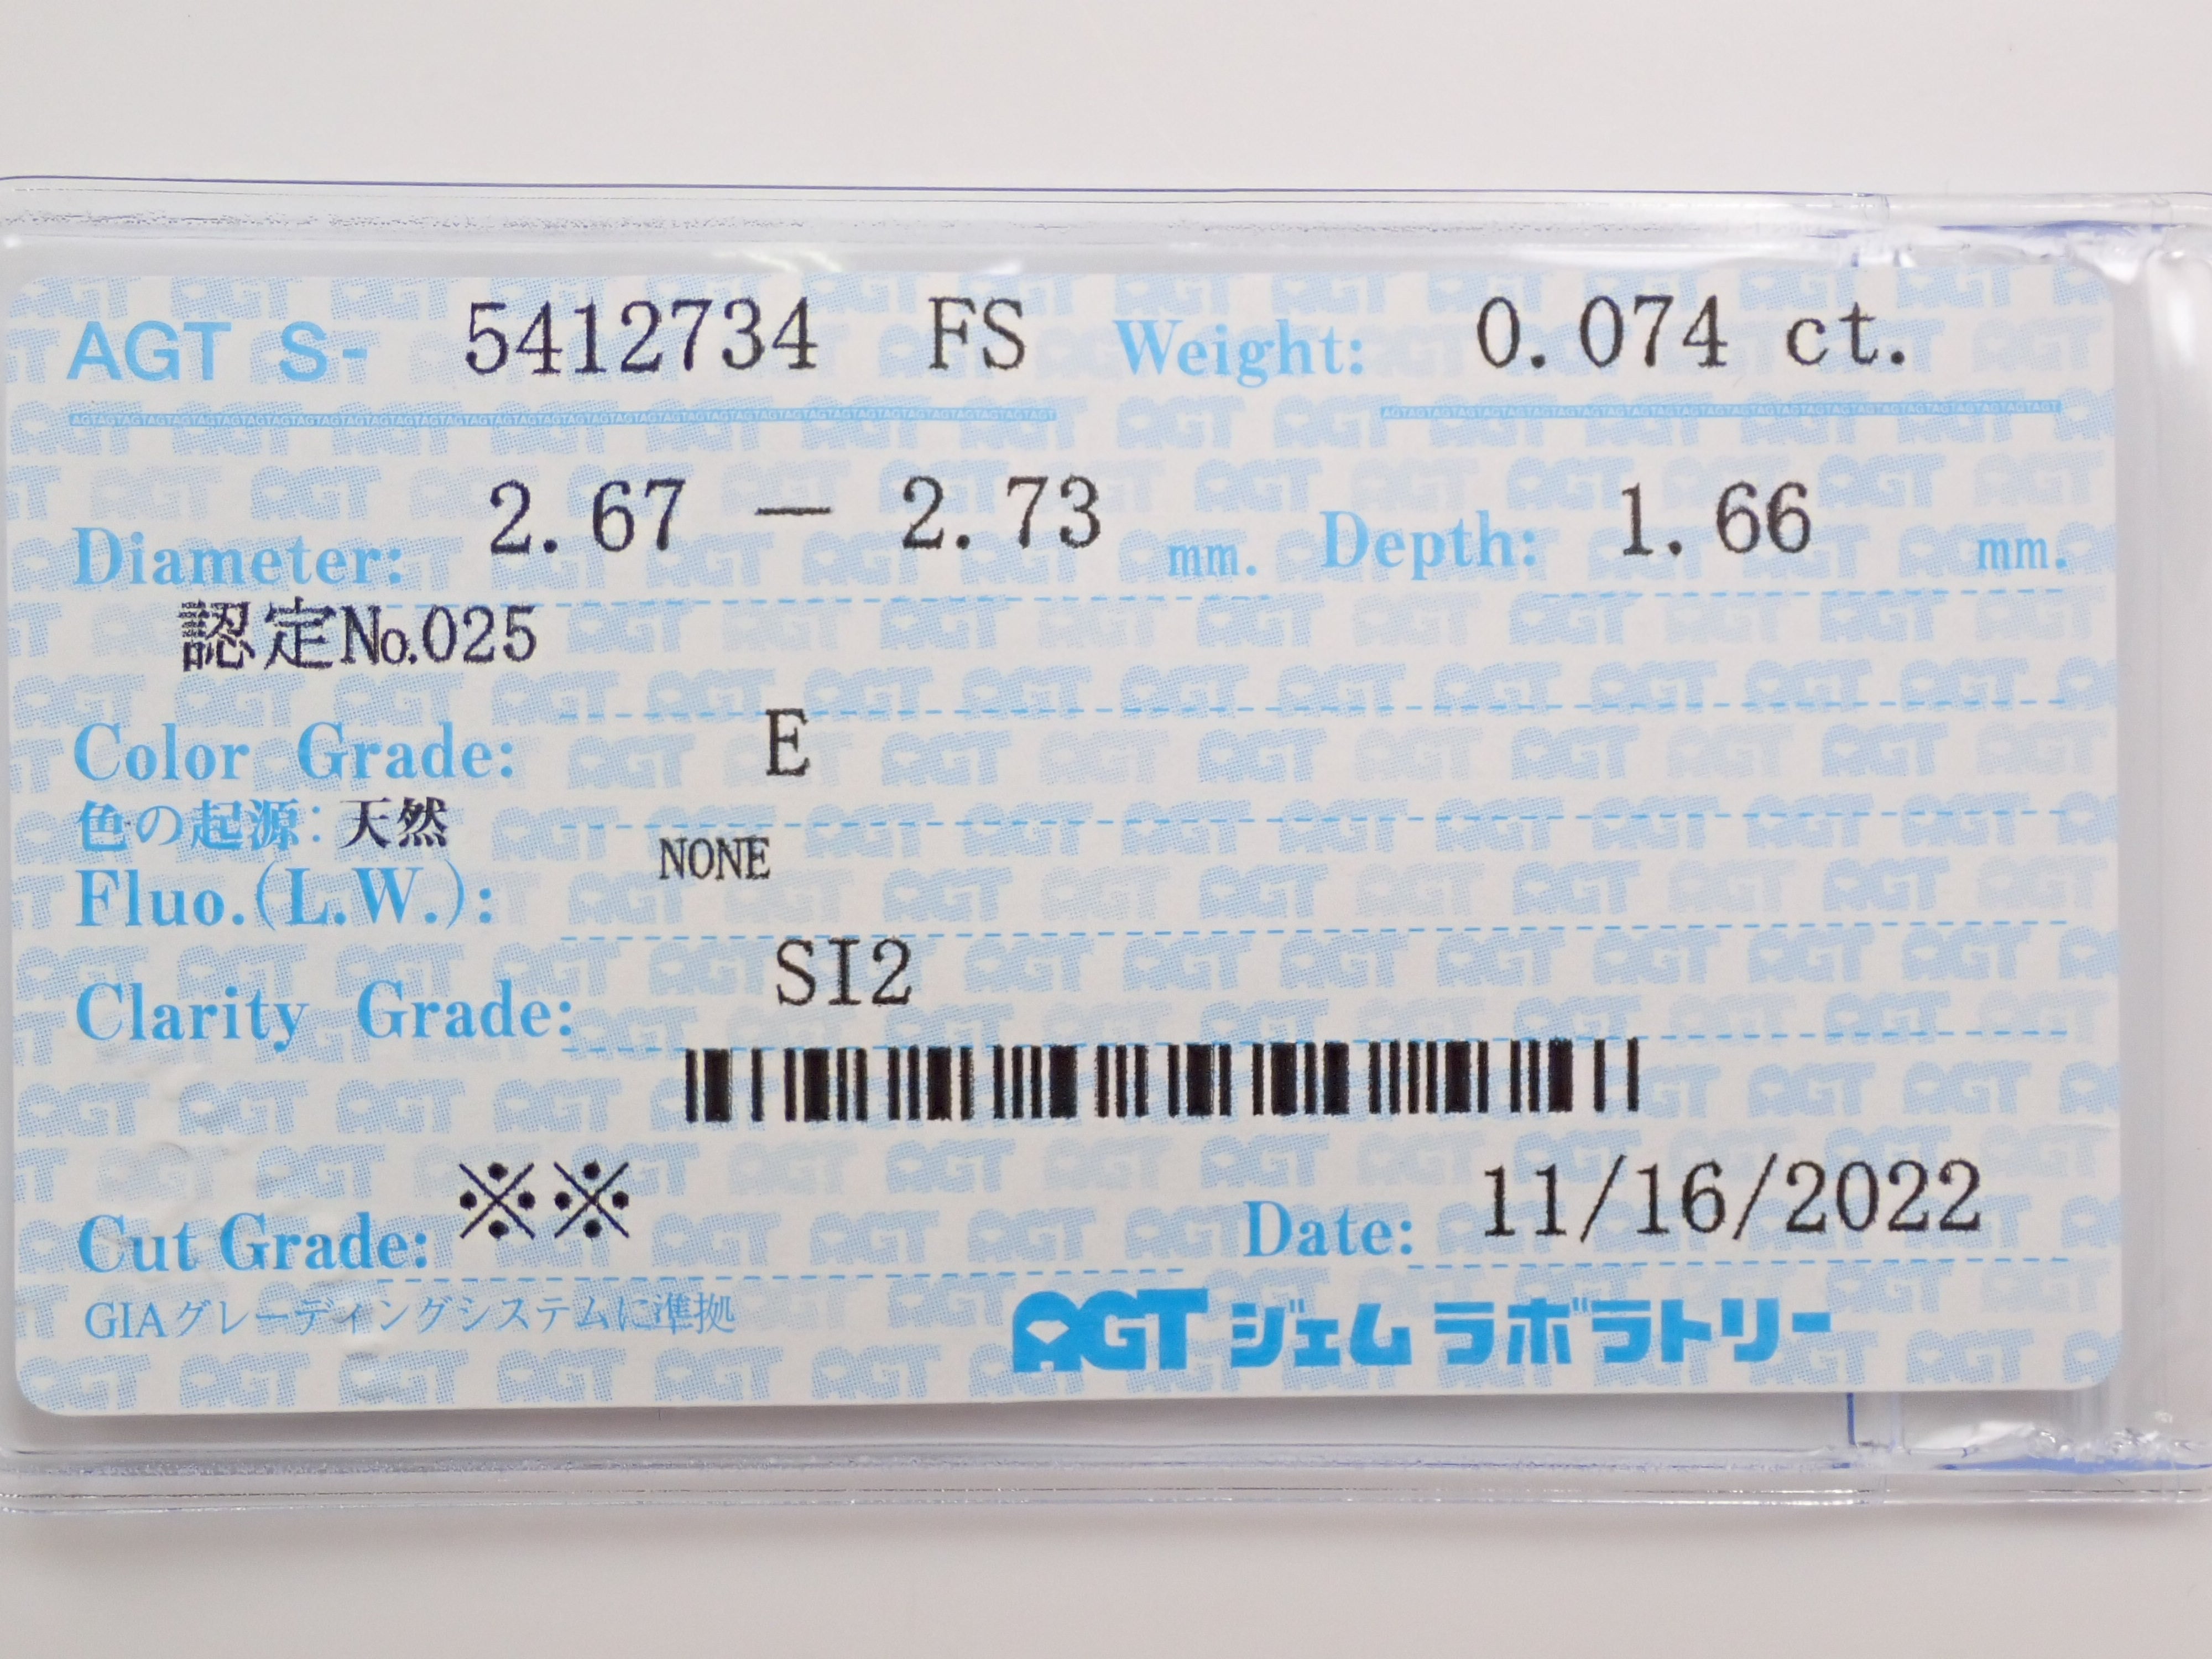 AGT S- 5412734 FS Weight: 0.074 ct.
Diameter: 2.67 － 2.73 mm. Depth: 1.66 mm.
認定№025
Color Grade: E
色の起源: 天然
Fluo.(L.W.): NONE
Clarity Grade: SI2
Cut Grade: ※※ Date: 11/16/2022
GIAグレーディングシステムに準拠
AGT ジェム ラボラトリー